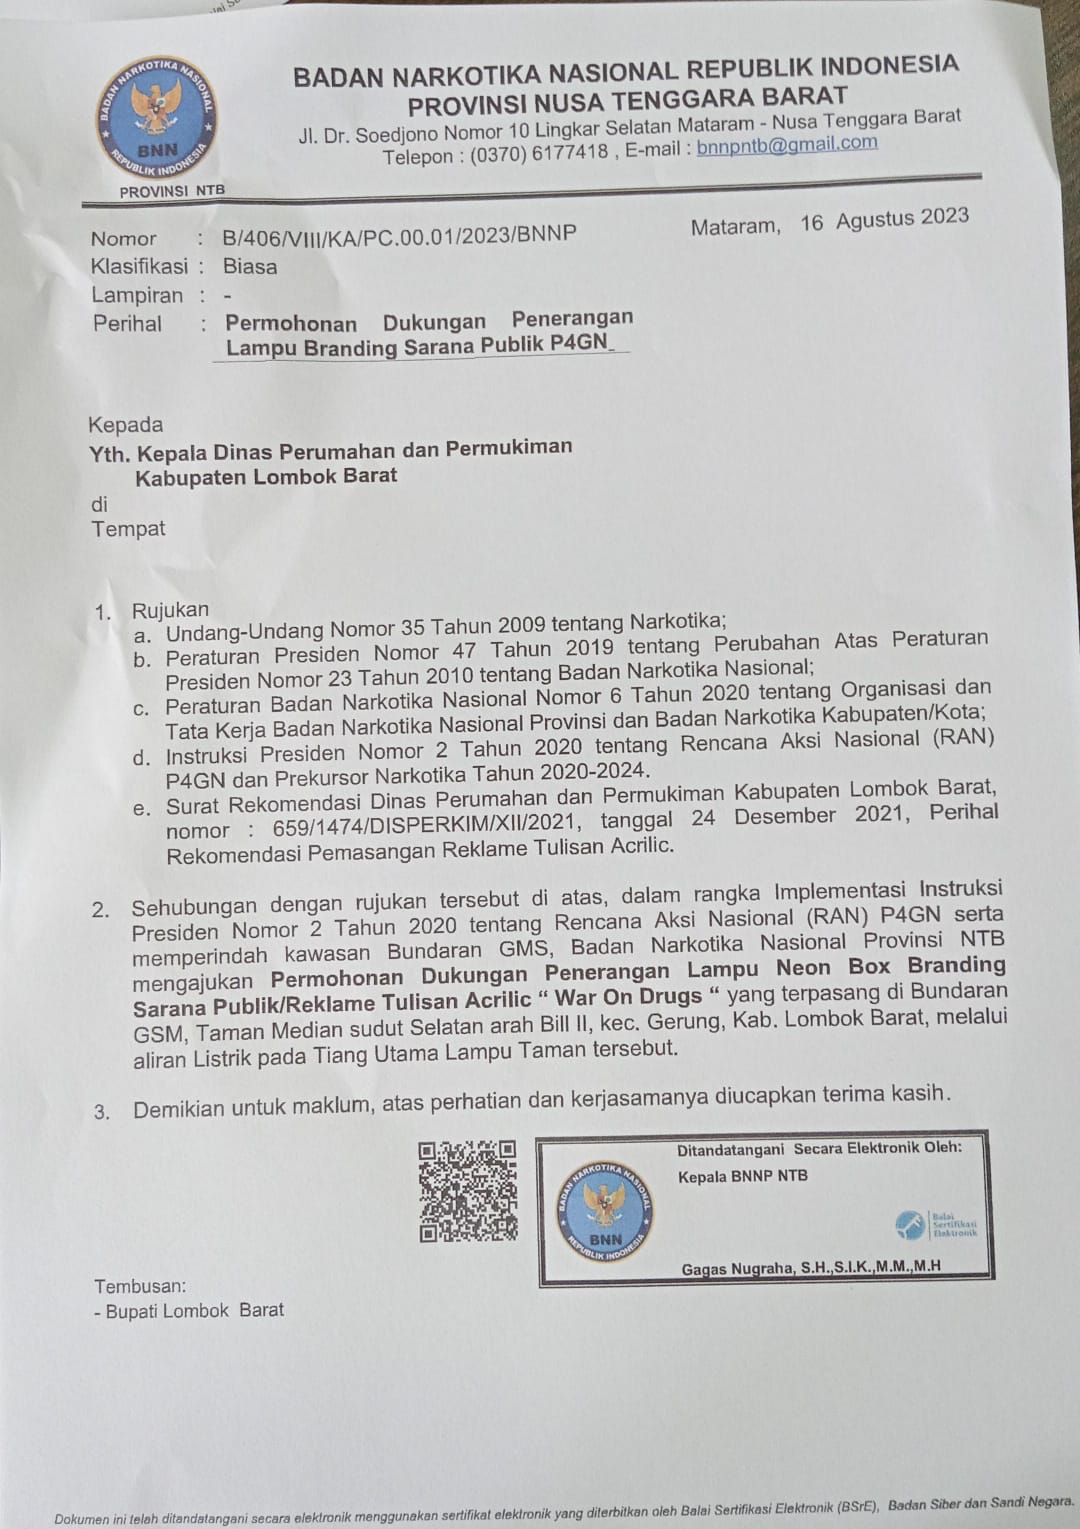 BADAN NARKOTIKA NASIONAL
BNN
REPUBLIK INDONESIA
PROVINSI NTB
BADAN NARKOTIKA NASIONAL REPUBLIK INDONESIA
PROVINSI NUSA TENGGARA BARAT
Jl. Dr. Soedjono Nomor 10 Lingkar Selatan Mataram - Nusa Tenggara Barat
Telepon : (0370) 6177418 , E-mail : bnnpntb@gmail.com
Mataram, 16 Agustus 2023
Nomor : B/406/VIII/KA/PC.00.01/2023/BNNP
Klasifikasi : Biasa
Lampiran : -
Perihal : Permohonan Dukungan Penerangan
Lampu Branding Sarana Publik P4GN
Kepada
Yth. Kepala Dinas Perumahan dan Permukiman
Kabupaten Lombok Barat
di
Tempat
1. Rujukan
a. Undang-Undang Nomor 35 Tahun 2009 tentang Narkotika;
b. Peraturan Presiden Nomor 47 Tahun 2019 tentang Perubahan Atas Peraturan
Presiden Nomor 23 Tahun 2010 tentang Badan Narkotika Nasional;
c. Peraturan Badan Narkotika Nasional Nomor 6 Tahun 2020 tentang Organisasi dan
Tata Kerja Badan Narkotika Nasional Provinsi dan Badan Narkotika Kabupaten/Kota;
d. Instruksi Presiden Nomor 2 Tahun 2020 tentang Rencana Aksi Nasional (RAN)
P4GN dan Prekursor Narkotika Tahun 2020-2024.
e. Surat Rekomendasi Dinas Perumahan dan Permukiman Kabupaten Lombok Barat,
nomor : 659/1474/DISPERKIM/XII/2021, tanggal 24 Desember 2021, Perihal
Rekomendasi Pemasangan Reklame Tulisan Acrilic.
2. Sehubungan dengan rujukan tersebut di atas, dalam rangka Implementasi Instruksi
Presiden Nomor 2 Tahun 2020 tentang Rencana Aksi Nasional (RAN) P4GN serta
memperindah kawasan Bundaran GMS, Badan Narkotika Nasional Provinsi NTB
mengajukan Permohonan Dukungan Penerangan Lampu Neon Box Branding
Sarana Publik/Reklame Tulisan Acrilic “ War On Drugs “ yang terpasang di Bundaran
GSM, Taman Median sudut Selatan arah Bill II, kec. Gerung, Kab. Lombok Barat, melalui
aliran Listrik pada Tiang Utama Lampu Taman tersebut.
3. Demikian untuk maklum, atas perhatian dan kerjasamanya diucapkan terima kasih.
Ditandatangani Secara Elektronik Oleh:
Kepala BNNP NTB
BADAN NARKOTIKA NASIONAL
BNN
REPUBLIK INDONESIA
Balai
Sertifikasi
Elektronik
Gagas Nugraha, S.H.,S.I.K.,M.M.,M.H
Tembusan:
- Bupati Lombok Barat
Dokumen ini telah ditandatangani secara elektronik menggunakan sertifikat elektronik yang diterbitkan oleh Balai Sertifikasi Elektronik (BSrE), Badan Siber dan Sandi Negara.